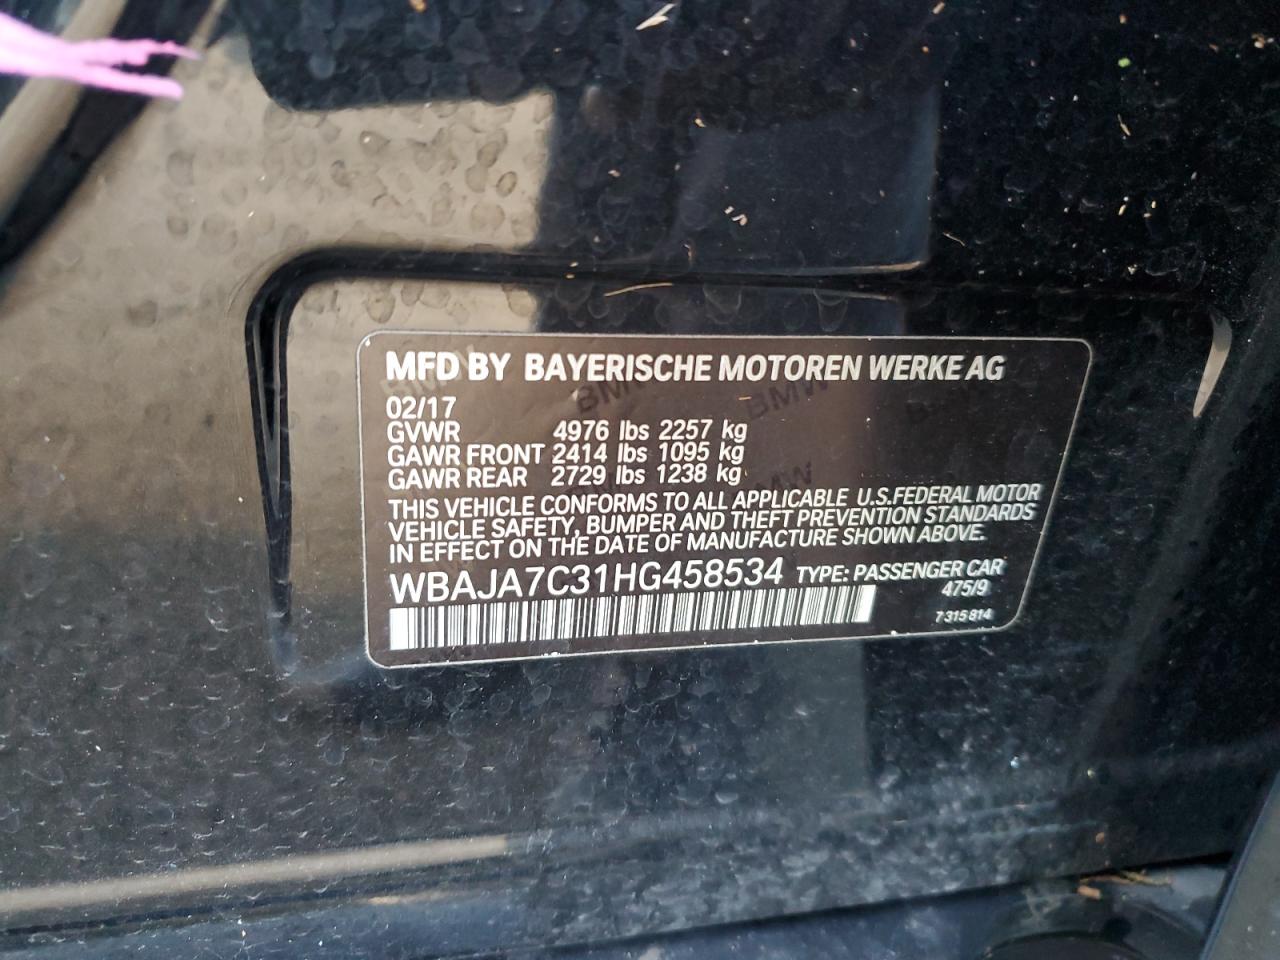 MFD BY BAYERISCHE MOTOREN WERKE AG
02/17
GVWR 4976 lbs 2257 kg
GAWR FRONT 2414 lbs 1095 kg
GAWR REAR 2729 lbs 1238 kg
THIS VEHICLE CONFORMS TO ALL APPLICABLE U.S.FEDERAL MOTOR
VEHICLE SAFETY, BUMPER AND THEFT PREVENTION STANDARDS
IN EFFECT ON THE DATE OF MANUFACTURE SHOWN ABOVE.
WBAJA7C31HG458534 TYPE: PASSENGER CAR
475/9
7 315 814